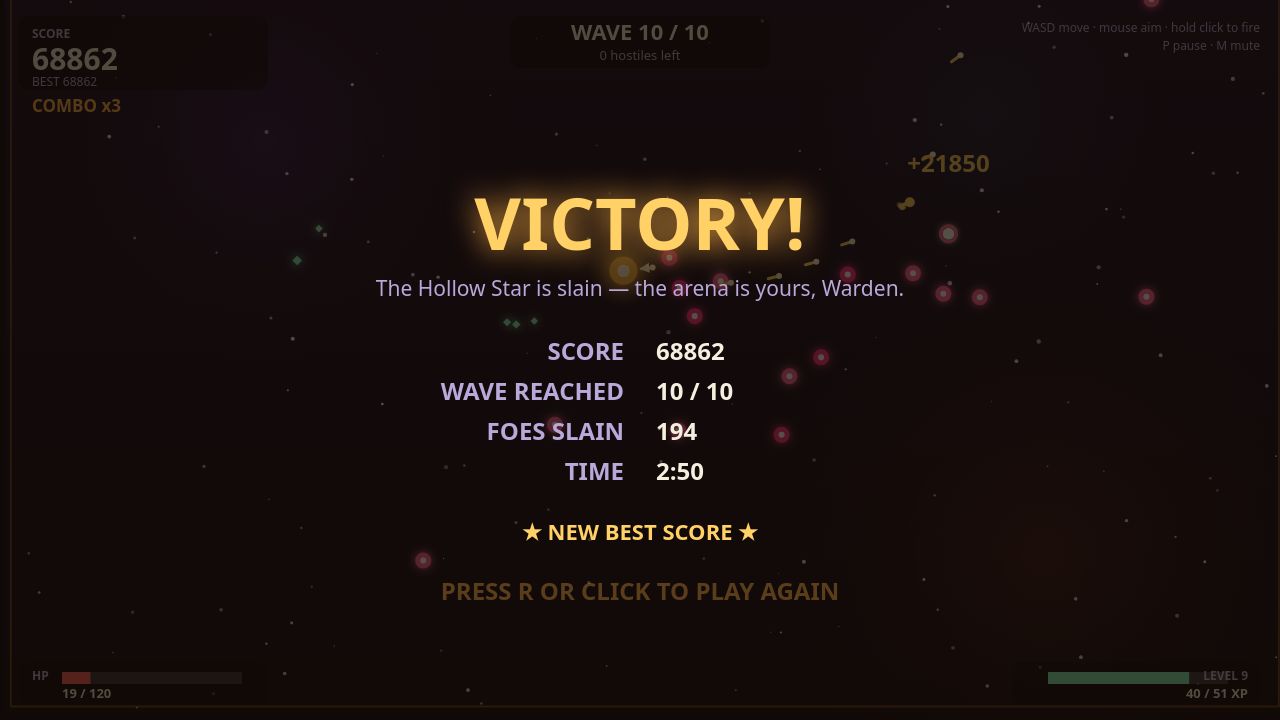 SCORE
68862
BEST 68862
COMBO x3
WAVE 10 / 10
0 hostiles left
WASD move · mouse aim · hold click to fire
P pause · M mute
+21850
VICTORY!
The Hollow Star is slain — the arena is yours, Warden.
SCORE 68862
WAVE REACHED 10 / 10
FOES SLAIN 194
TIME 2:50
★ NEW BEST SCORE ★
PRESS R OR CLICK TO PLAY AGAIN
HP
19 / 120
LEVEL 9
40 / 51 XP